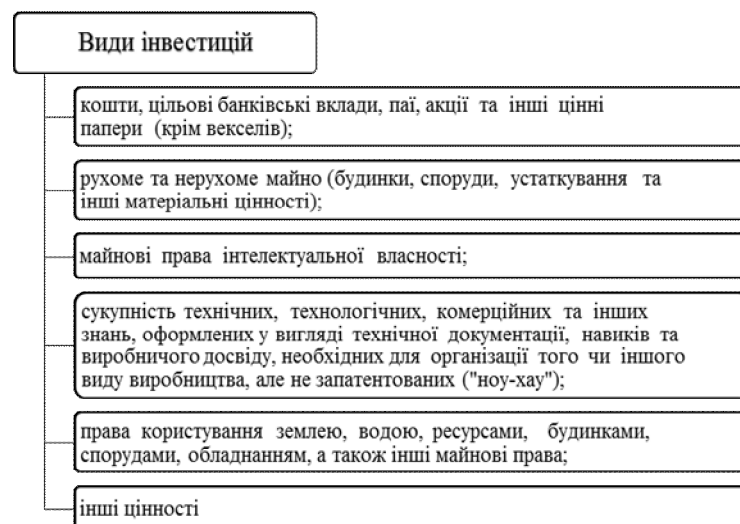 Види інвестицій
кошти, цільові банківські вклади, паї, акції та інші цінні
папери (крім векселів);
рухоме та нерухоме майно (будинки, споруди, устаткування та
інші матеріальні цінності);
майнові права інтелектуальної власності;
сукупність технічних, технологічних, комерційних та інших
знань, оформлених у вигляді технічної документації, навиків та
виробничого досвіду, необхідних для організації того чи іншого
виду виробництва, але не запатентованих ("ноу-хау");
права користування землею, водою, ресурсами, будинками,
спорудами, обладнанням, а також інші майнові права;
інші цінності